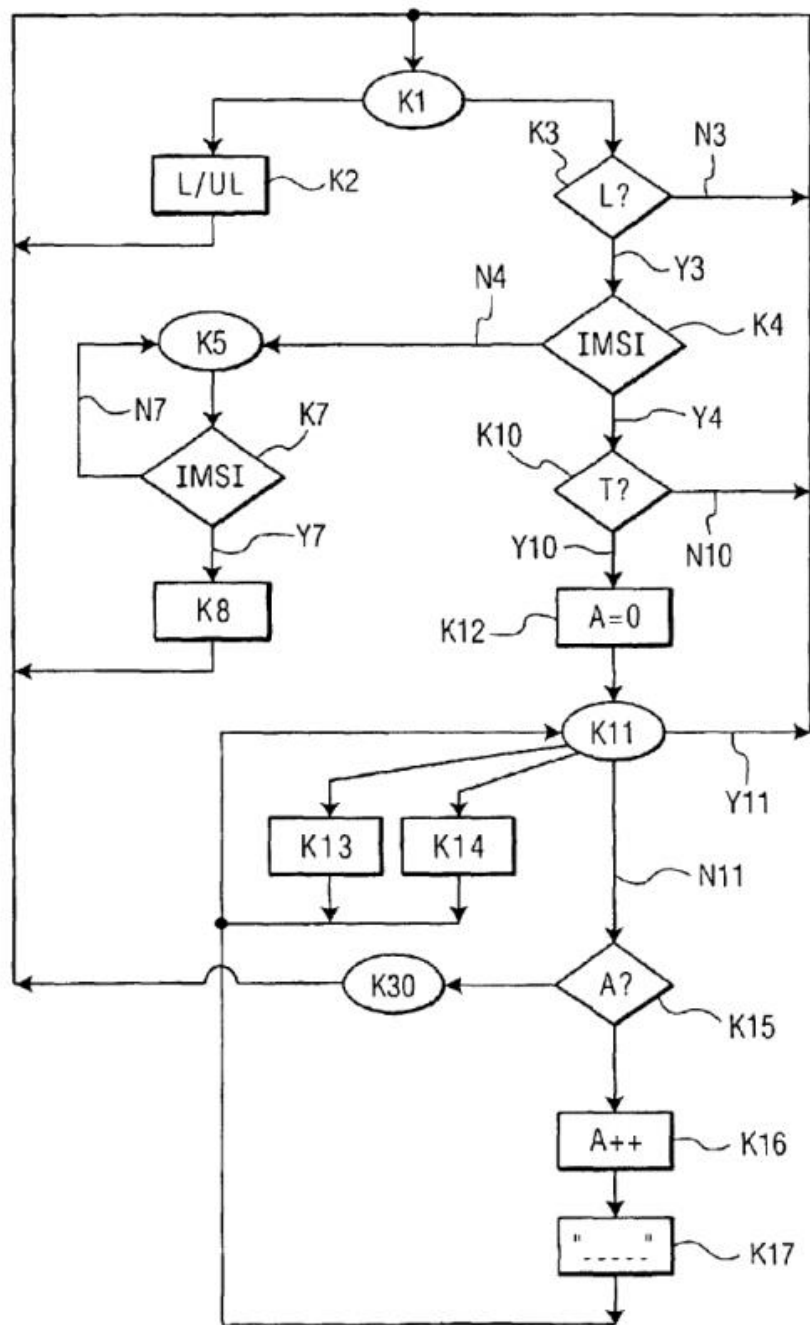 K1
K3
N3
L/UL
K2
L?
Y3
N4
K4
K5
IMSI
N7
K7
Y4
K10
IMSI
T?
Y7
Y10
N10
K8
K12
A=0
K11
Y11
K13
K14
N11
K30
A?
K15
A++
K16
"_____"
K17